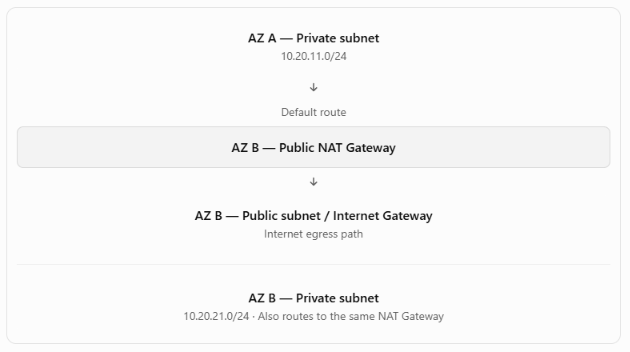 AZ A — Private subnet
10.20.11.0/24
↓
Default route
AZ B — Public NAT Gateway
↓
AZ B — Public subnet / Internet Gateway
Internet egress path
AZ B — Private subnet
10.20.21.0/24 · Also routes to the same NAT Gateway